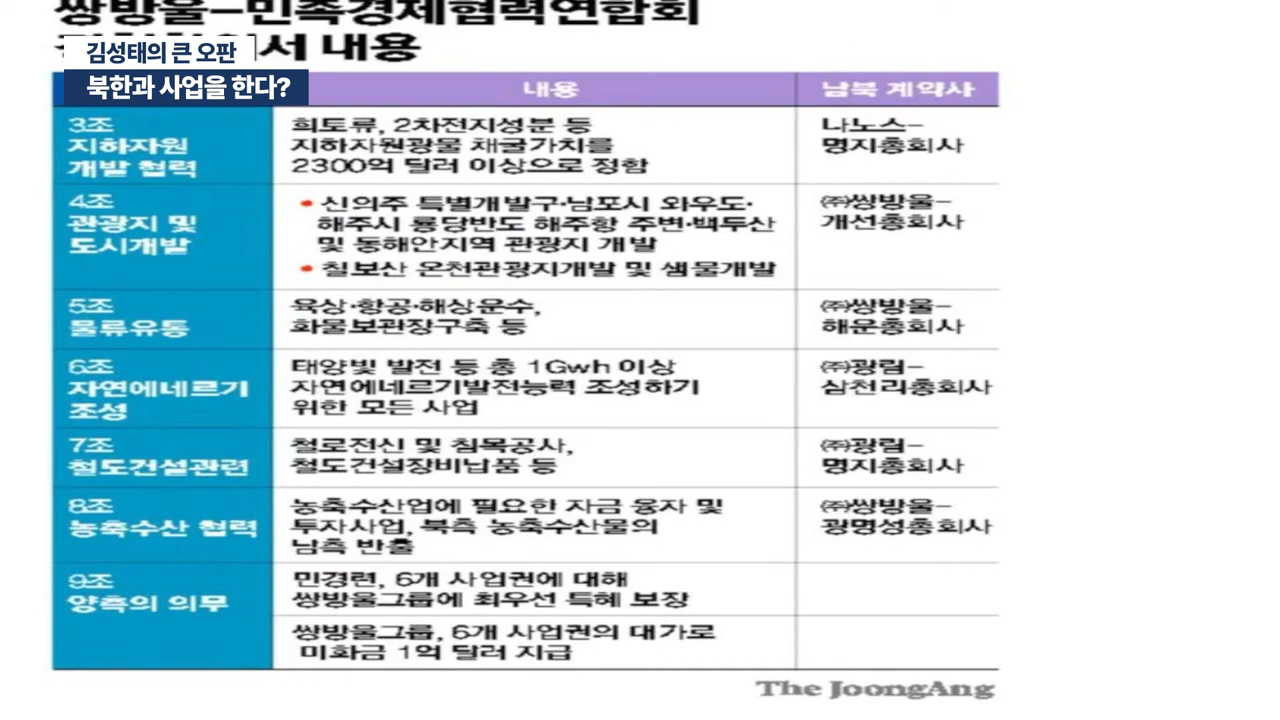 쌍방울-민족경제협력연합회
서 내용
김성태의 큰 오판
북한과 사업을 한다?
내용
남북 계약사
3조
지하자원
개발 협력
희토류, 2차전지성분 등
지하자원광물 채굴가치를
2300억 달러 이상으로 정함
나노스-
명지총회사
4조
관광지 및
도시개발
• 신의주 특별개발구·남포시 와우도·
해주시 룡당반도 해주항 주변·백두산
및 동해안지역 관광지 개발
• 칠보산 온천관광지개발 및 샘물개발
㈜쌍방울-
개선총회사
5조
물류유통
육상·항공·해상운수,
화물보관장구축 등
㈜쌍방울-
해운총회사
6조
자연에네르기
조성
태양빛 발전 등 총 1Gwh 이상
자연에네르기발전능력 조성하기
위한 모든 사업
㈜광림-
삼천리총회사
7조
철도건설관련
철로전신 및 침목공사,
철도건설장비납품 등
㈜광림-
명지총회사
8조
농축수산 협력
농축수산업에 필요한 자금 융자 및
투자사업, 북측 농축수산물의
남측 반출
㈜쌍방울-
광명성총회사
9조
양측의 의무
민경련, 6개 사업권에 대해
쌍방울그룹에 최우선 특혜 보장
쌍방울그룹, 6개 사업권의 대가로
미화금 1억 달러 지급
The JoongAng